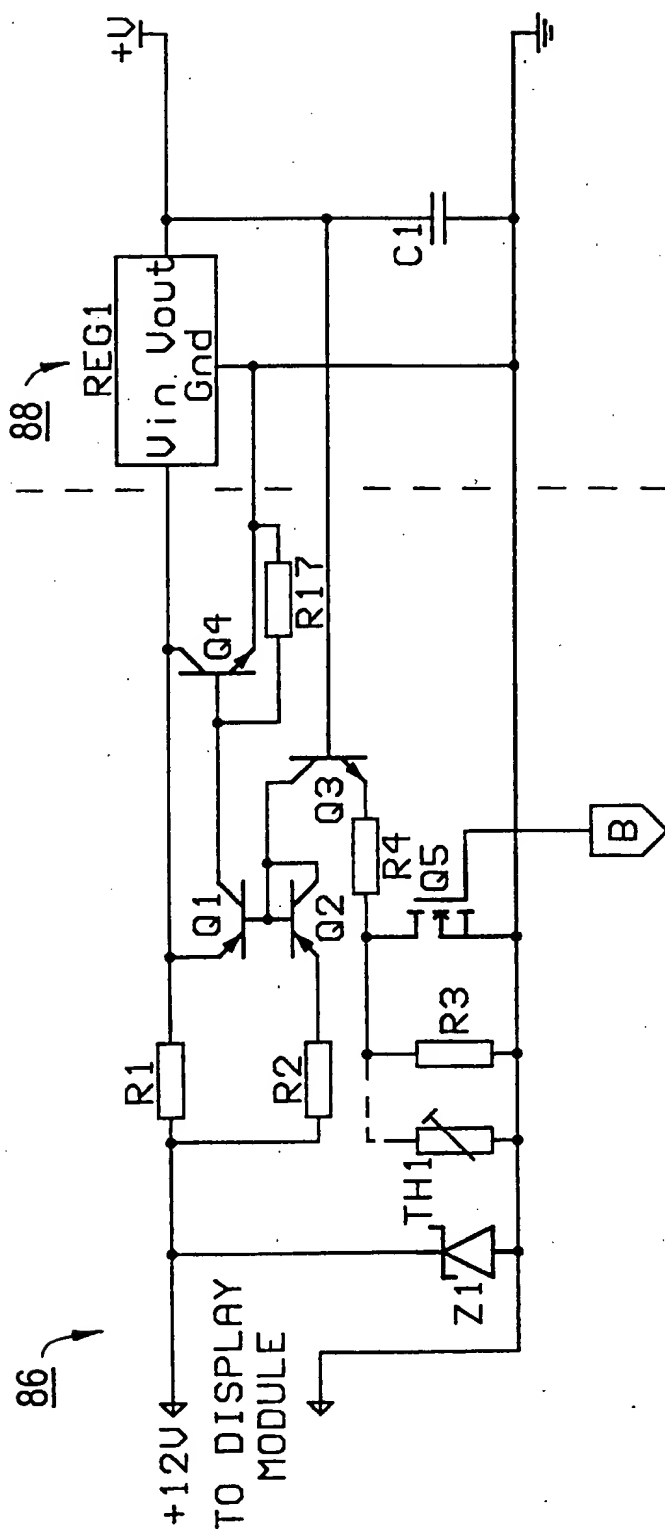 86
88
+12V
TO DISPLAY
MODULE
R1
R2
Q1
Q2
Q4
R17
REG1
Vin Vout
Gnd
+V
Q3
R4
Q5
R3
TH1
Z1
C1
B